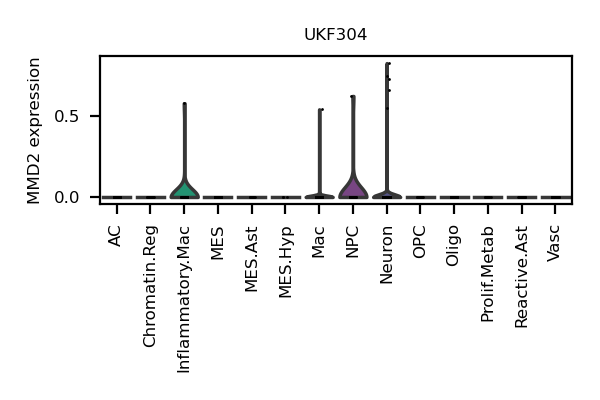 UKF304
MMD2 expression
0.5
0.0
AC
Chromatin.Reg
Inflammatory.Mac
MES
MES.Ast
MES.Hyp
Mac
NPC
Neuron
OPC
Oligo
Prolif.Metab
Reactive.Ast
Vasc